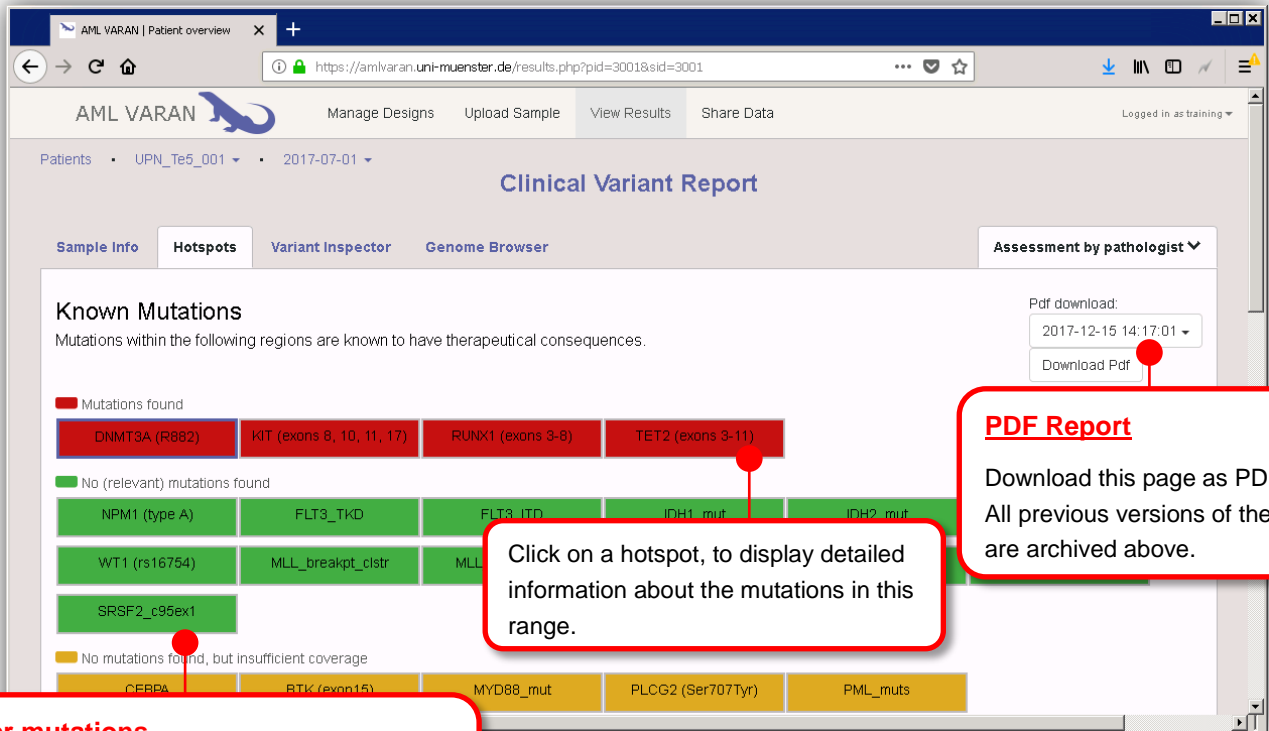 AML VARAN | Patient overview
https://amlvaran.uni-muenster.de/results.php?pid=3001&sid=3001
AML VARAN
Manage Designs
Upload Sample
View Results
Share Data
Logged in as training
Patients • UPN_Te5_001 • 2017-07-01
Clinical Variant Report
Sample Info
Hotspots
Variant Inspector
Genome Browser
Assessment by pathologist
Known Mutations
Mutations within the following regions are known to have therapeutical consequences.
Pdf download:
2017-12-15 14:17:01
Download Pdf
Mutations found
DNMT3A (R882)
KIT (exons 8, 10, 11, 17)
RUNX1 (exons 3-8)
TET2 (exons 3-11)
No (relevant) mutations found
NPM1 (type A)
FLT3_TKD
FLT3_ITD
IDH1_mut
IDH2_mut
WT1 (rs16754)
MLL_breakpt_clstr
MLL
SRSF2_c95ex1
No mutations found, but insufficient coverage
CEBPA
BTK (exon15)
MYD88_mut
PLCG2 (Ser707Tyr)
PML_muts
Click on a hotspot, to display detailed
information about the mutations in this
range.
PDF Report
Download this page as PD
All previous versions of the
are archived above.
r mutations